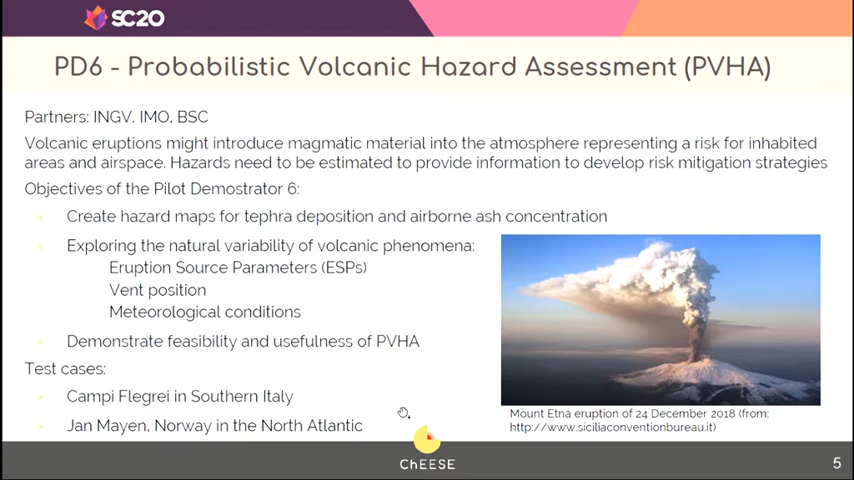 SC20
PD6 - Probabilistic Volcanic Hazard Assessment (PVHA)
Partners: INGV, IMO, BSC
Volcanic eruptions might introduce magmatic material into the atmosphere representing a risk for inhabited
areas and airspace. Hazards need to be estimated to provide information to develop risk mitigation strategies
Objectives of the Pilot Demostrator 6:
Create hazard maps for tephra deposition and airborne ash concentration
Exploring the natural variability of volcanic phenomena:
Eruption Source Parameters (ESPs)
Vent position
Meteorological conditions
Demonstrate feasibility and usefulness of PVHA
Test cases:
Campi Flegrei in Southern Italy
Jan Mayen, Norway in the North Atlantic
Mount Etna eruption of 24 December 2018 (from:
http://www.siciliaconventionbureau.it)
ChEESE
5